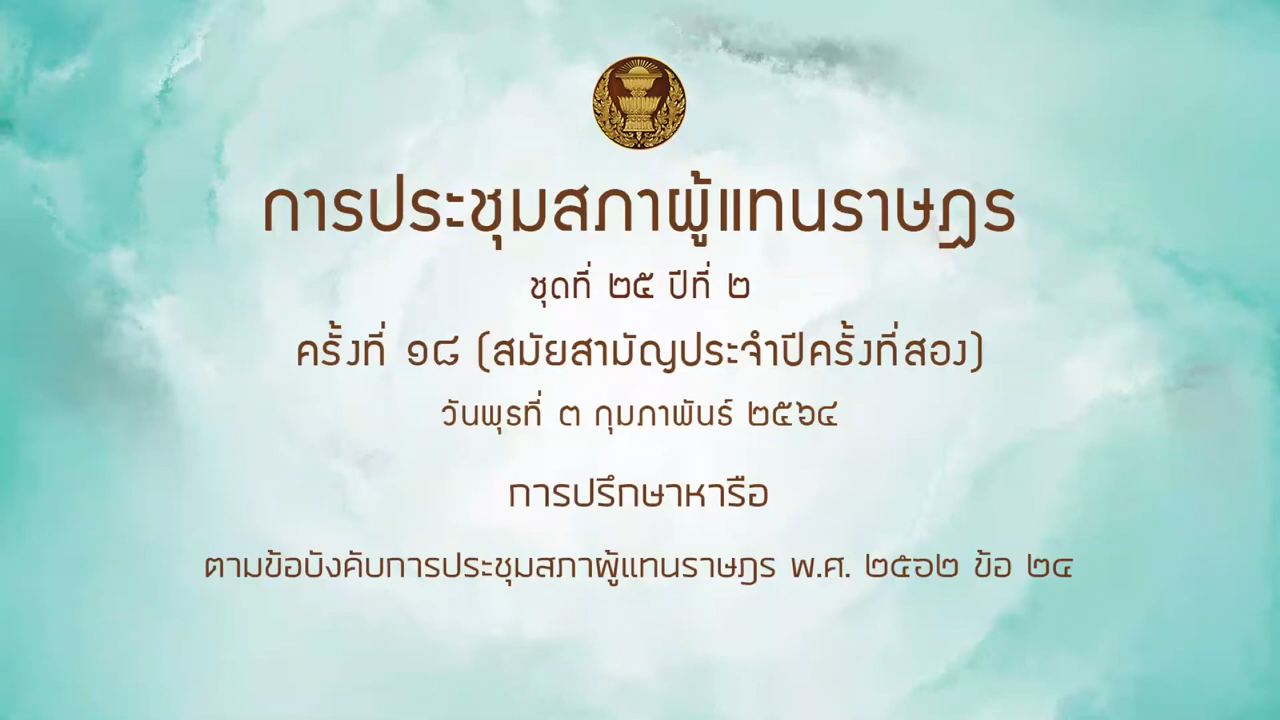 การประชุมสภาผู้แทนราษฎร
ชุดที่ ๒๕ ปีที่ ๒
ครั้งที่ ๑๘ (สมัยสามัญประจำปีครั้งที่สอง)
วันพุธที่ ๓ กุมภาพันธ์ ๒๕๖๔
การปรึกษาหารือ
ตามข้อบังคับการประชุมสภาผู้แทนราษฎร พ.ศ. ๒๕๖๒ ข้อ ๒๔